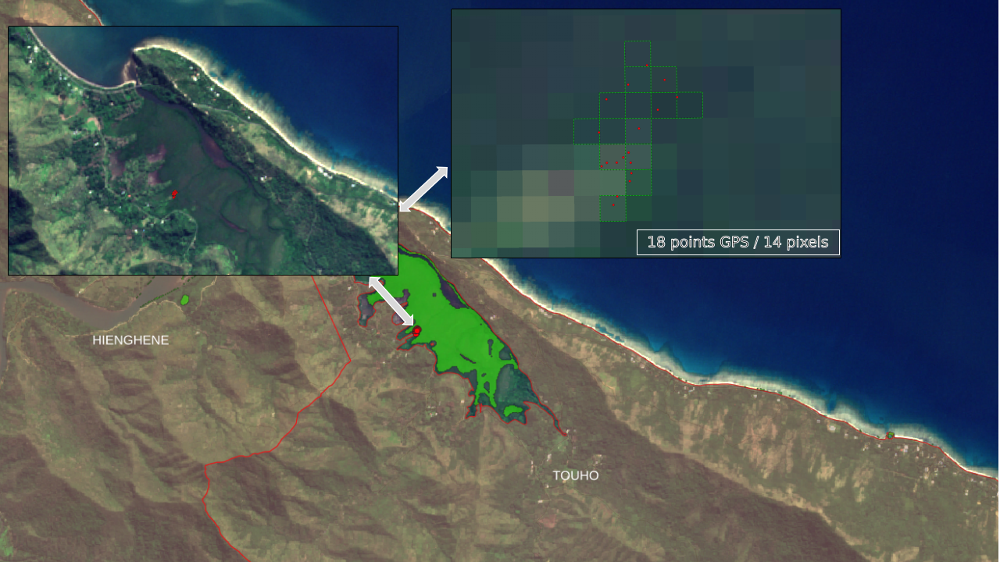 18 points GPS / 14 pixels
HIENGHENE
TOUHO